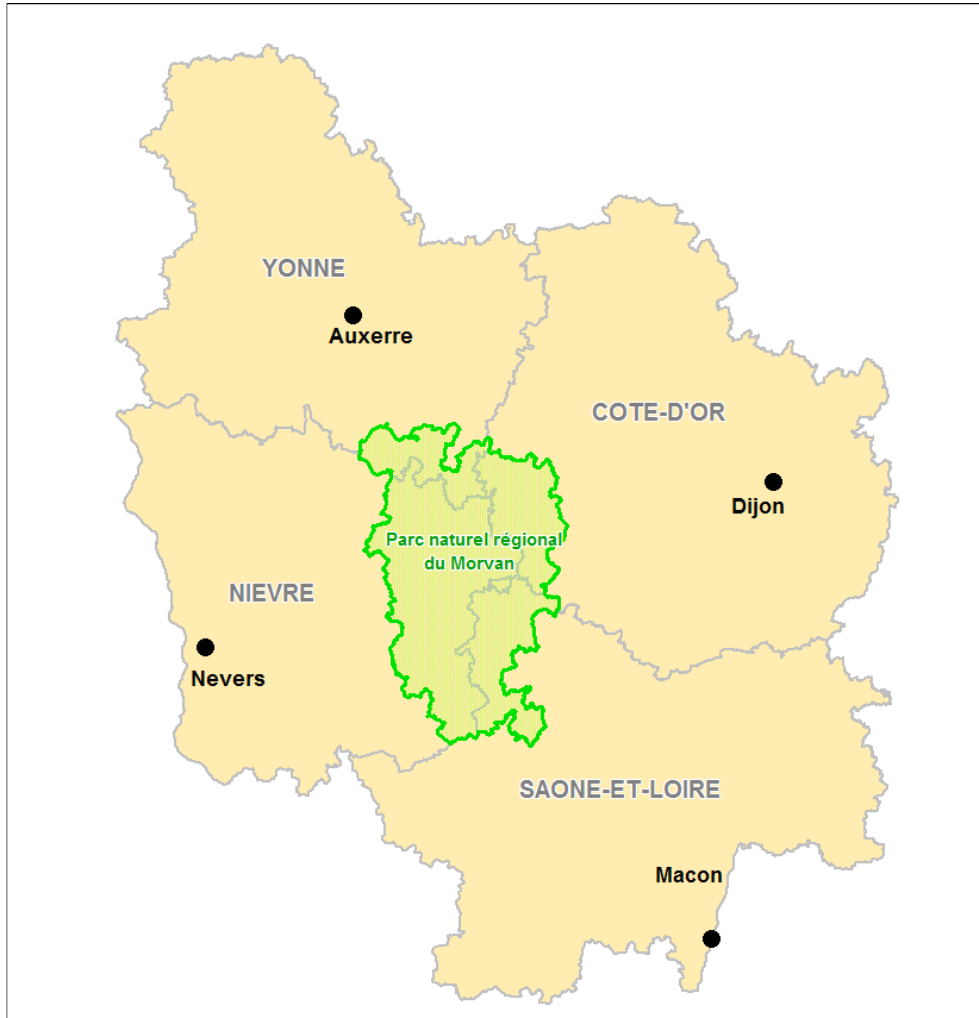 YONNE
Auxerre
COTE-D'OR
Dijon
Parc naturel régional
du Morvan
NIEVRE
Nevers
SAONE-ET-LOIRE
Macon